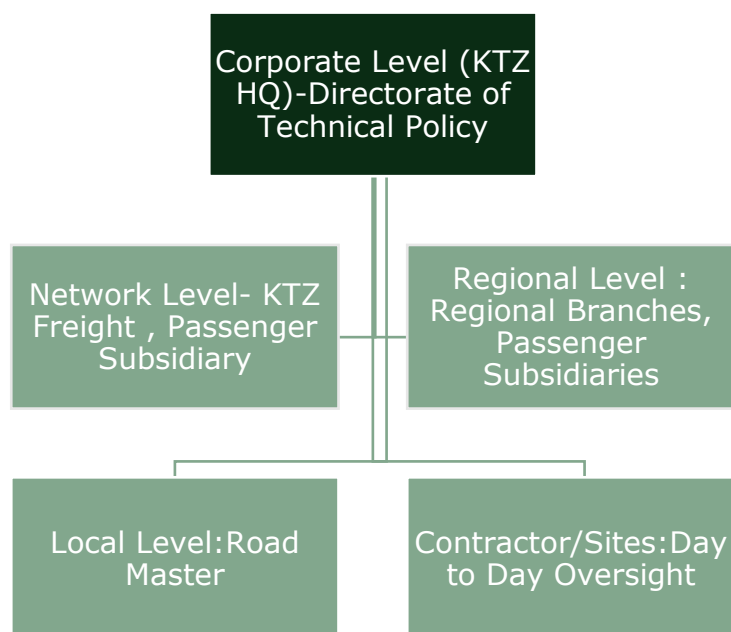 Corporate Level (KTZ
HQ)-Directorate of
Technical Policy
Network Level- KTZ
Freight , Passenger
Subsidiary
Regional Level :
Regional Branches,
Passenger
Subsidiaries
Local Level:Road
Master
Contractor/Sites:Day
to Day Oversight